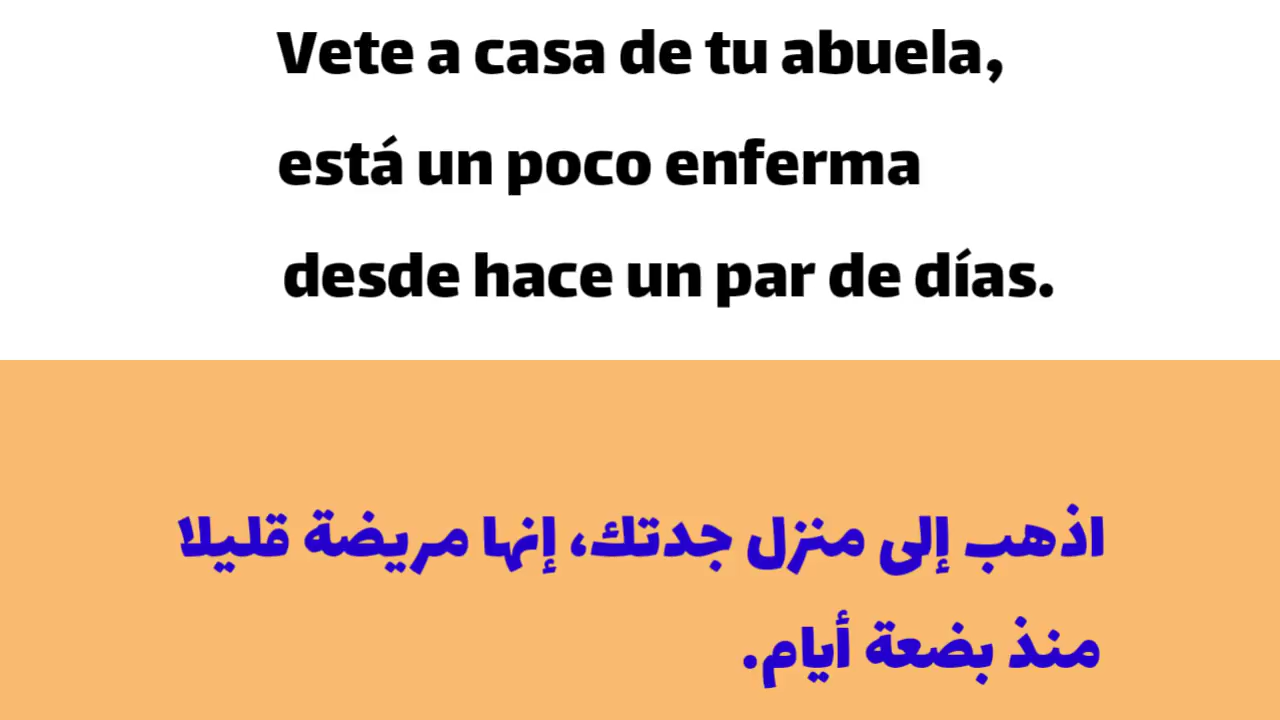 Vete a casa de tu abuela,
está un poco enferma
desde hace un par de días.
اذهب إلى منزل جدتك، إنها مريضة قليلا
منذ بضعة أيام.